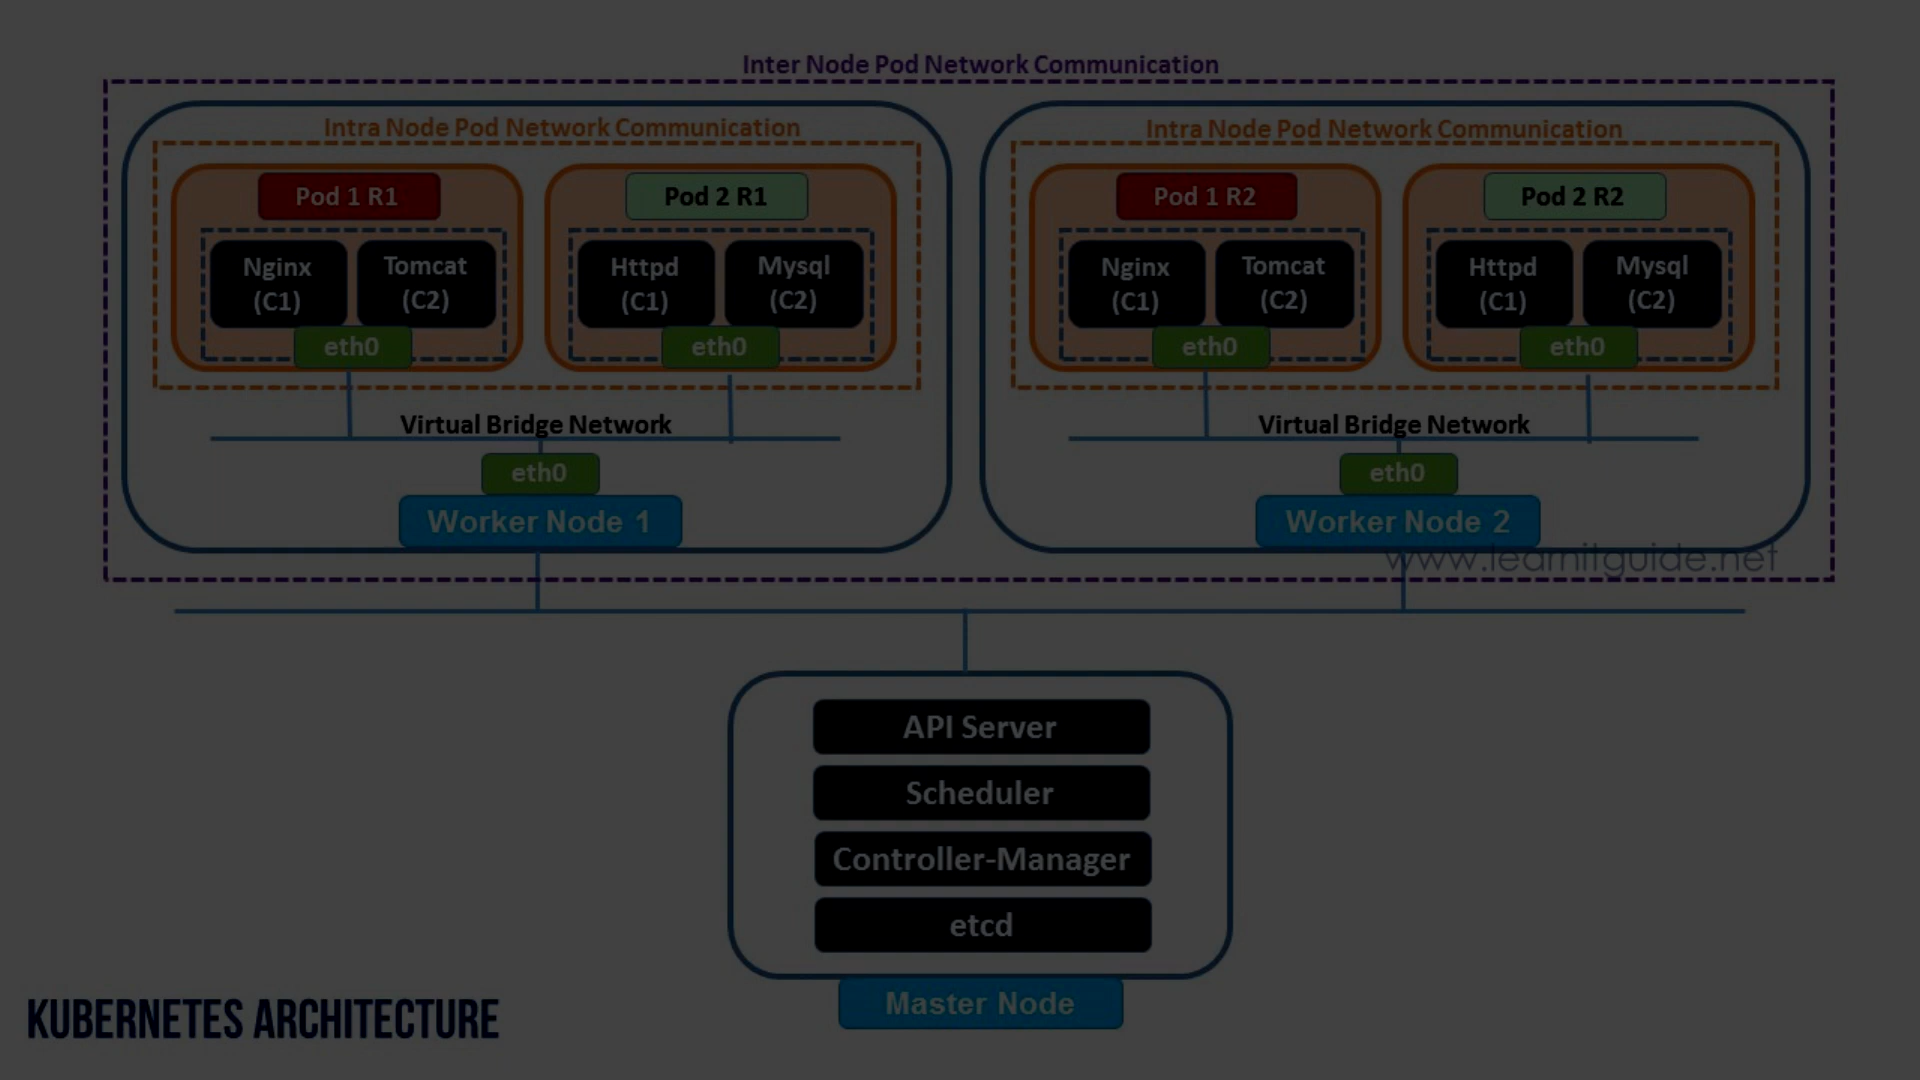 Inter Node Pod Network Communication
Intra Node Pod Network Communication
Pod 1 R1
Nginx
(C1)
Tomcat
(C2)
eth0
Pod 2 R1
Httpd
(C1)
Mysql
(C2)
eth0
Virtual Bridge Network
eth0
Worker Node 1
Intra Node Pod Network Communication
Pod 1 R2
Nginx
(C1)
Tomcat
(C2)
eth0
Pod 2 R2
Httpd
(C1)
Mysql
(C2)
eth0
Virtual Bridge Network
eth0
Worker Node 2
www.learnitguide.net
API Server
Scheduler
Controller-Manager
etcd
Master Node
KUBERNETES ARCHITECTURE